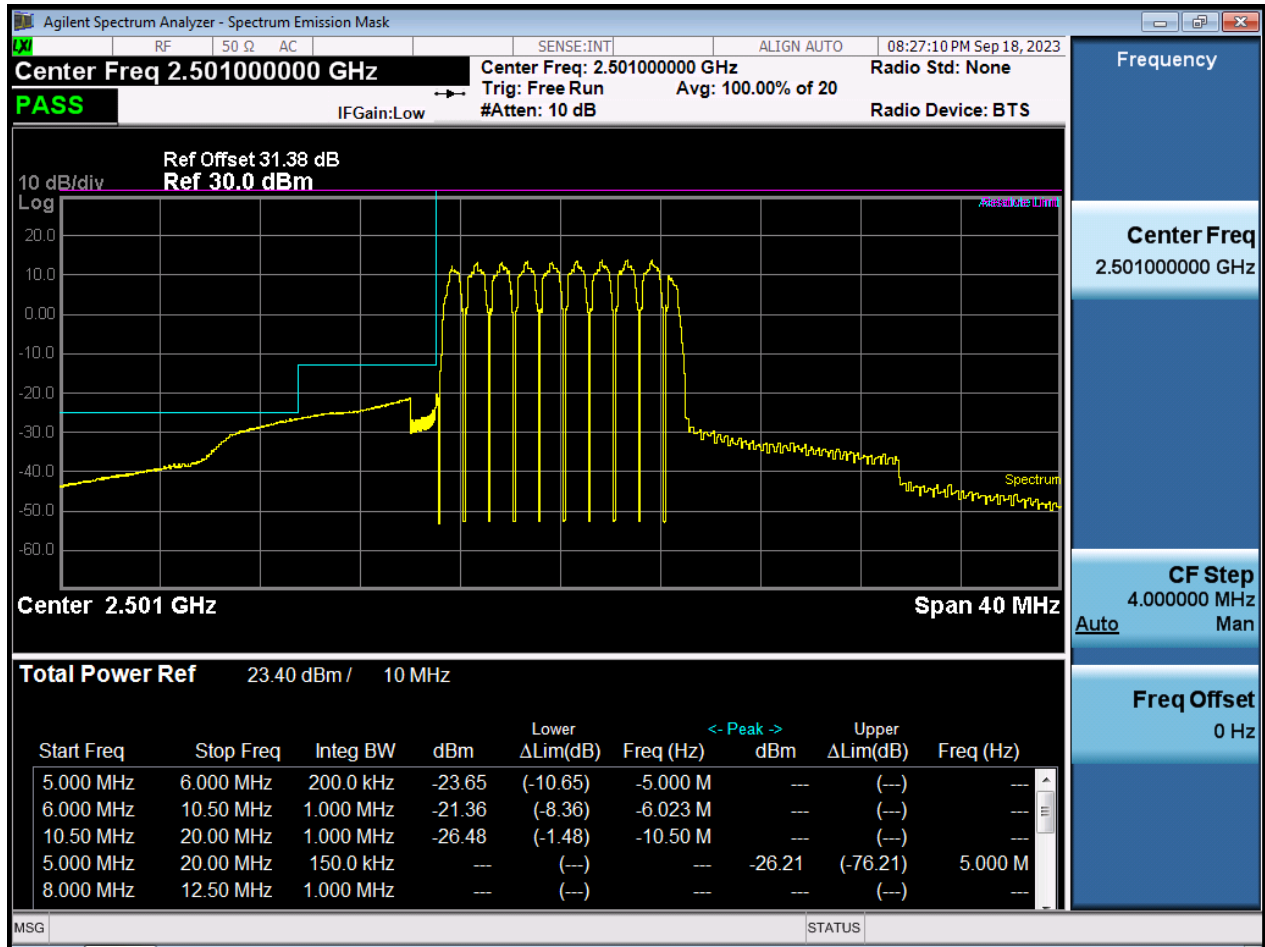 Agilent Spectrum Analyzer - Spectrum Emission Mask
LXI RF 50 Ω AC SENSE:INT ALIGN AUTO 08:27:10 PM Sep 18, 2023
Center Freq 2.501000000 GHz
Center Freq: 2.501000000 GHz Radio Std: None
Trig: Free Run Avg: 100.00% of 20
PASS
IFGain:Low #Atten: 10 dB Radio Device: BTS
Ref Offset 31.38 dB
10 dB/div Ref 30.0 dBm
Log
20.0
10.0
0.00
-10.0
-20.0
-30.0
-40.0
-50.0
-60.0
Limit
Spectrum
Center 2.501 GHz Span 40 MHz
Total Power Ref 23.40 dBm / 10 MHz
Lower <- Peak -> Upper
Start Freq Stop Freq Integ BW dBm ΔLim(dB) Freq (Hz) dBm ΔLim(dB) Freq (Hz)
5.000 MHz 6.000 MHz 200.0 kHz -23.65 (-10.65) -5.000 M --- (---) ---
6.000 MHz 10.50 MHz 1.000 MHz -21.36 (-8.36) -6.023 M --- (---) ---
10.50 MHz 20.00 MHz 1.000 MHz -26.48 (-1.48) -10.50 M --- (---) ---
5.000 MHz 20.00 MHz 150.0 kHz --- (---) --- -26.21 (-76.21) 5.000 M
8.000 MHz 12.50 MHz 1.000 MHz --- (---) --- --- (---) ---
MSG STATUS
Frequency
Center Freq
2.501000000 GHz
CF Step
4.000000 MHz
Auto Man
Freq Offset
0 Hz